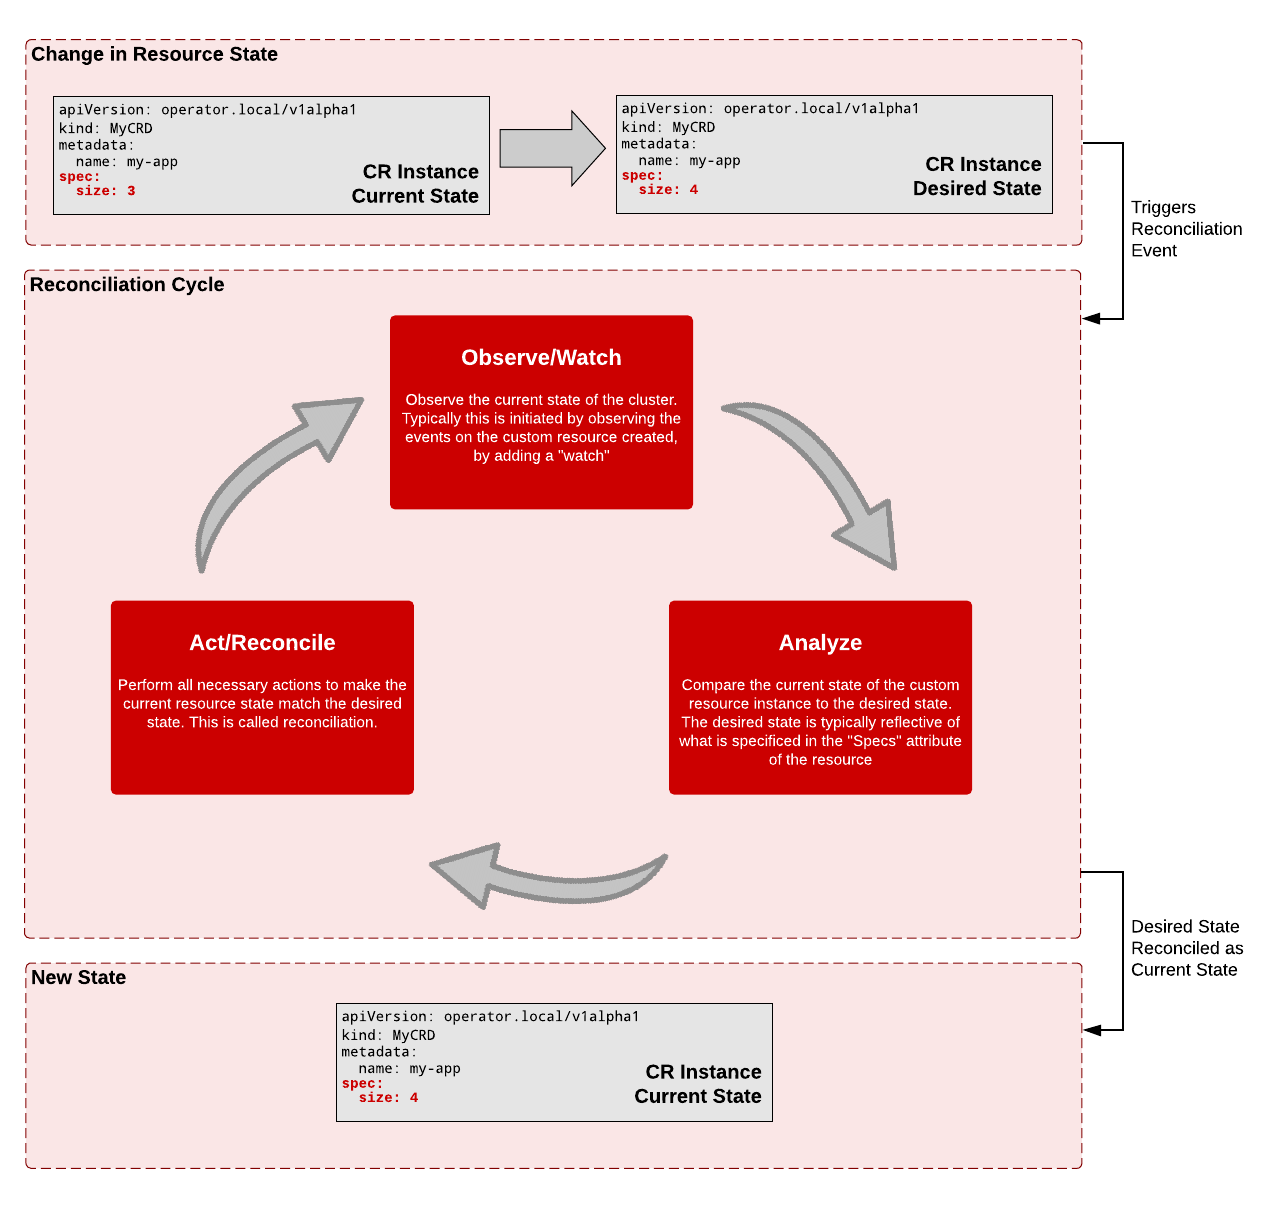 Change in Resource State
apiVersion: operator.local/v1alpha1
kind: MyCRD
metadata:
  name: my-app
spec:
  size: 3
CR Instance
Current State
apiVersion: operator.local/v1alpha1
kind: MyCRD
metadata:
  name: my-app
spec:
  size: 4
CR Instance
Desired State
Triggers
Reconciliation
Event
Reconciliation Cycle
Observe/Watch
Observe the current state of the cluster.
Typically this is initiated by observing the
events on the custom resource created,
by adding a "watch"
Act/Reconcile
Perform all necessary actions to make the
current resource state match the desired
state. This is called reconciliation.
Analyze
Compare the current state of the custom
resource instance to the desired state.
The desired state is typically reflective of
what is specificed in the "Specs" attribute
of the resource
Desired State
Reconciled as
Current State
New State
apiVersion: operator.local/v1alpha1
kind: MyCRD
metadata:
  name: my-app
spec:
  size: 4
CR Instance
Current State